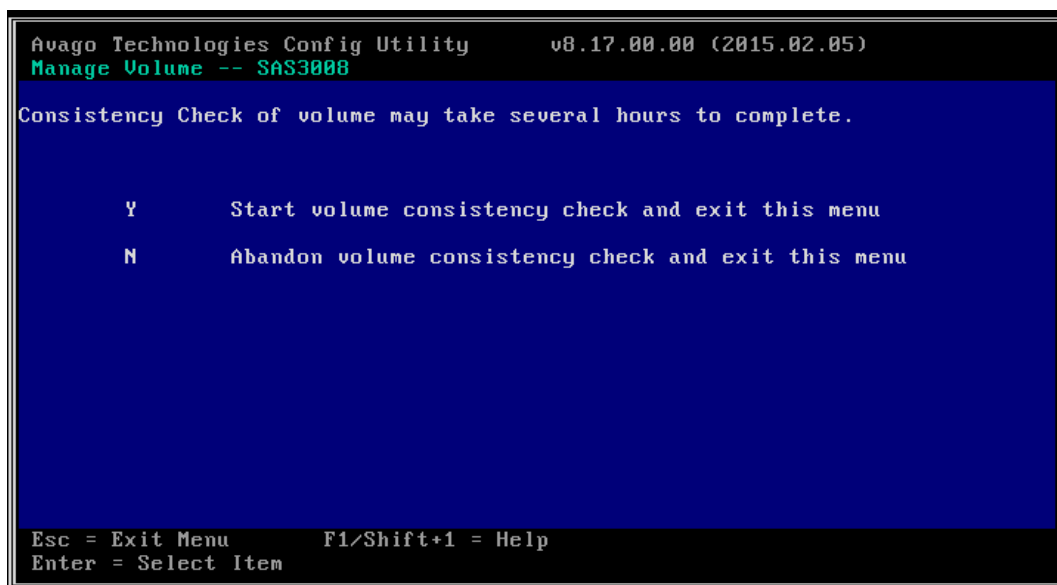 Avago Technologies Config Utility v8.17.00.00 (2015.02.05)
Manage Volume -- SAS3008
Consistency Check of volume may take several hours to complete.
Y Start volume consistency check and exit this menu
N Abandon volume consistency check and exit this menu
Esc = Exit Menu F1/Shift+1 = Help
Enter = Select Item